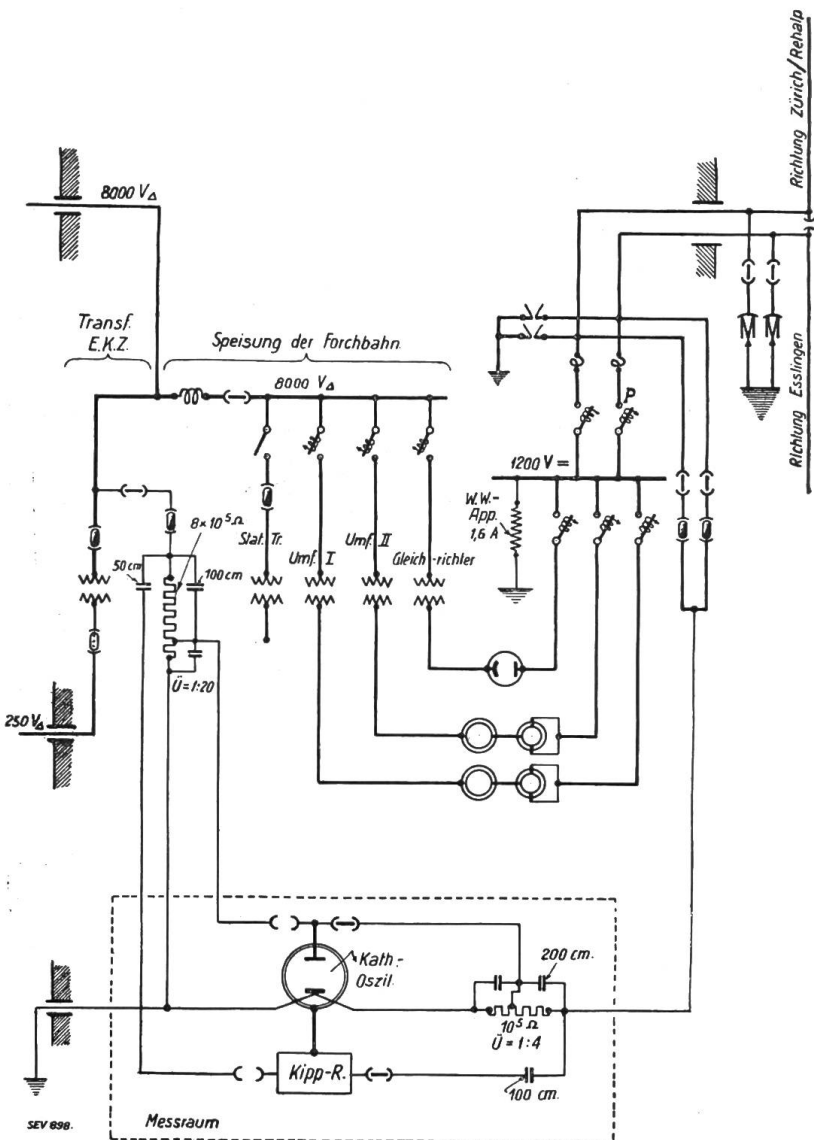 Richtung Zürich/Rehalp
Richtung Esslingen
8000 V Δ
Transf.
E.K.Z.
Speisung der Forchbahn
8000 V Δ
P
1200 V =
W.W.-
App.
1,6 A
8 × 10⁵ Ω
50 cm
100 cm
Stat. Tr.
Umf. I
Umf. II
Gleich-richter
Ü = 1:20
250 V Δ
Kath.-
Oszil.
200 cm.
10⁵ Ω
Ü = 1:4
Kipp-R.
100 cm.
SEV 898.
Messraum